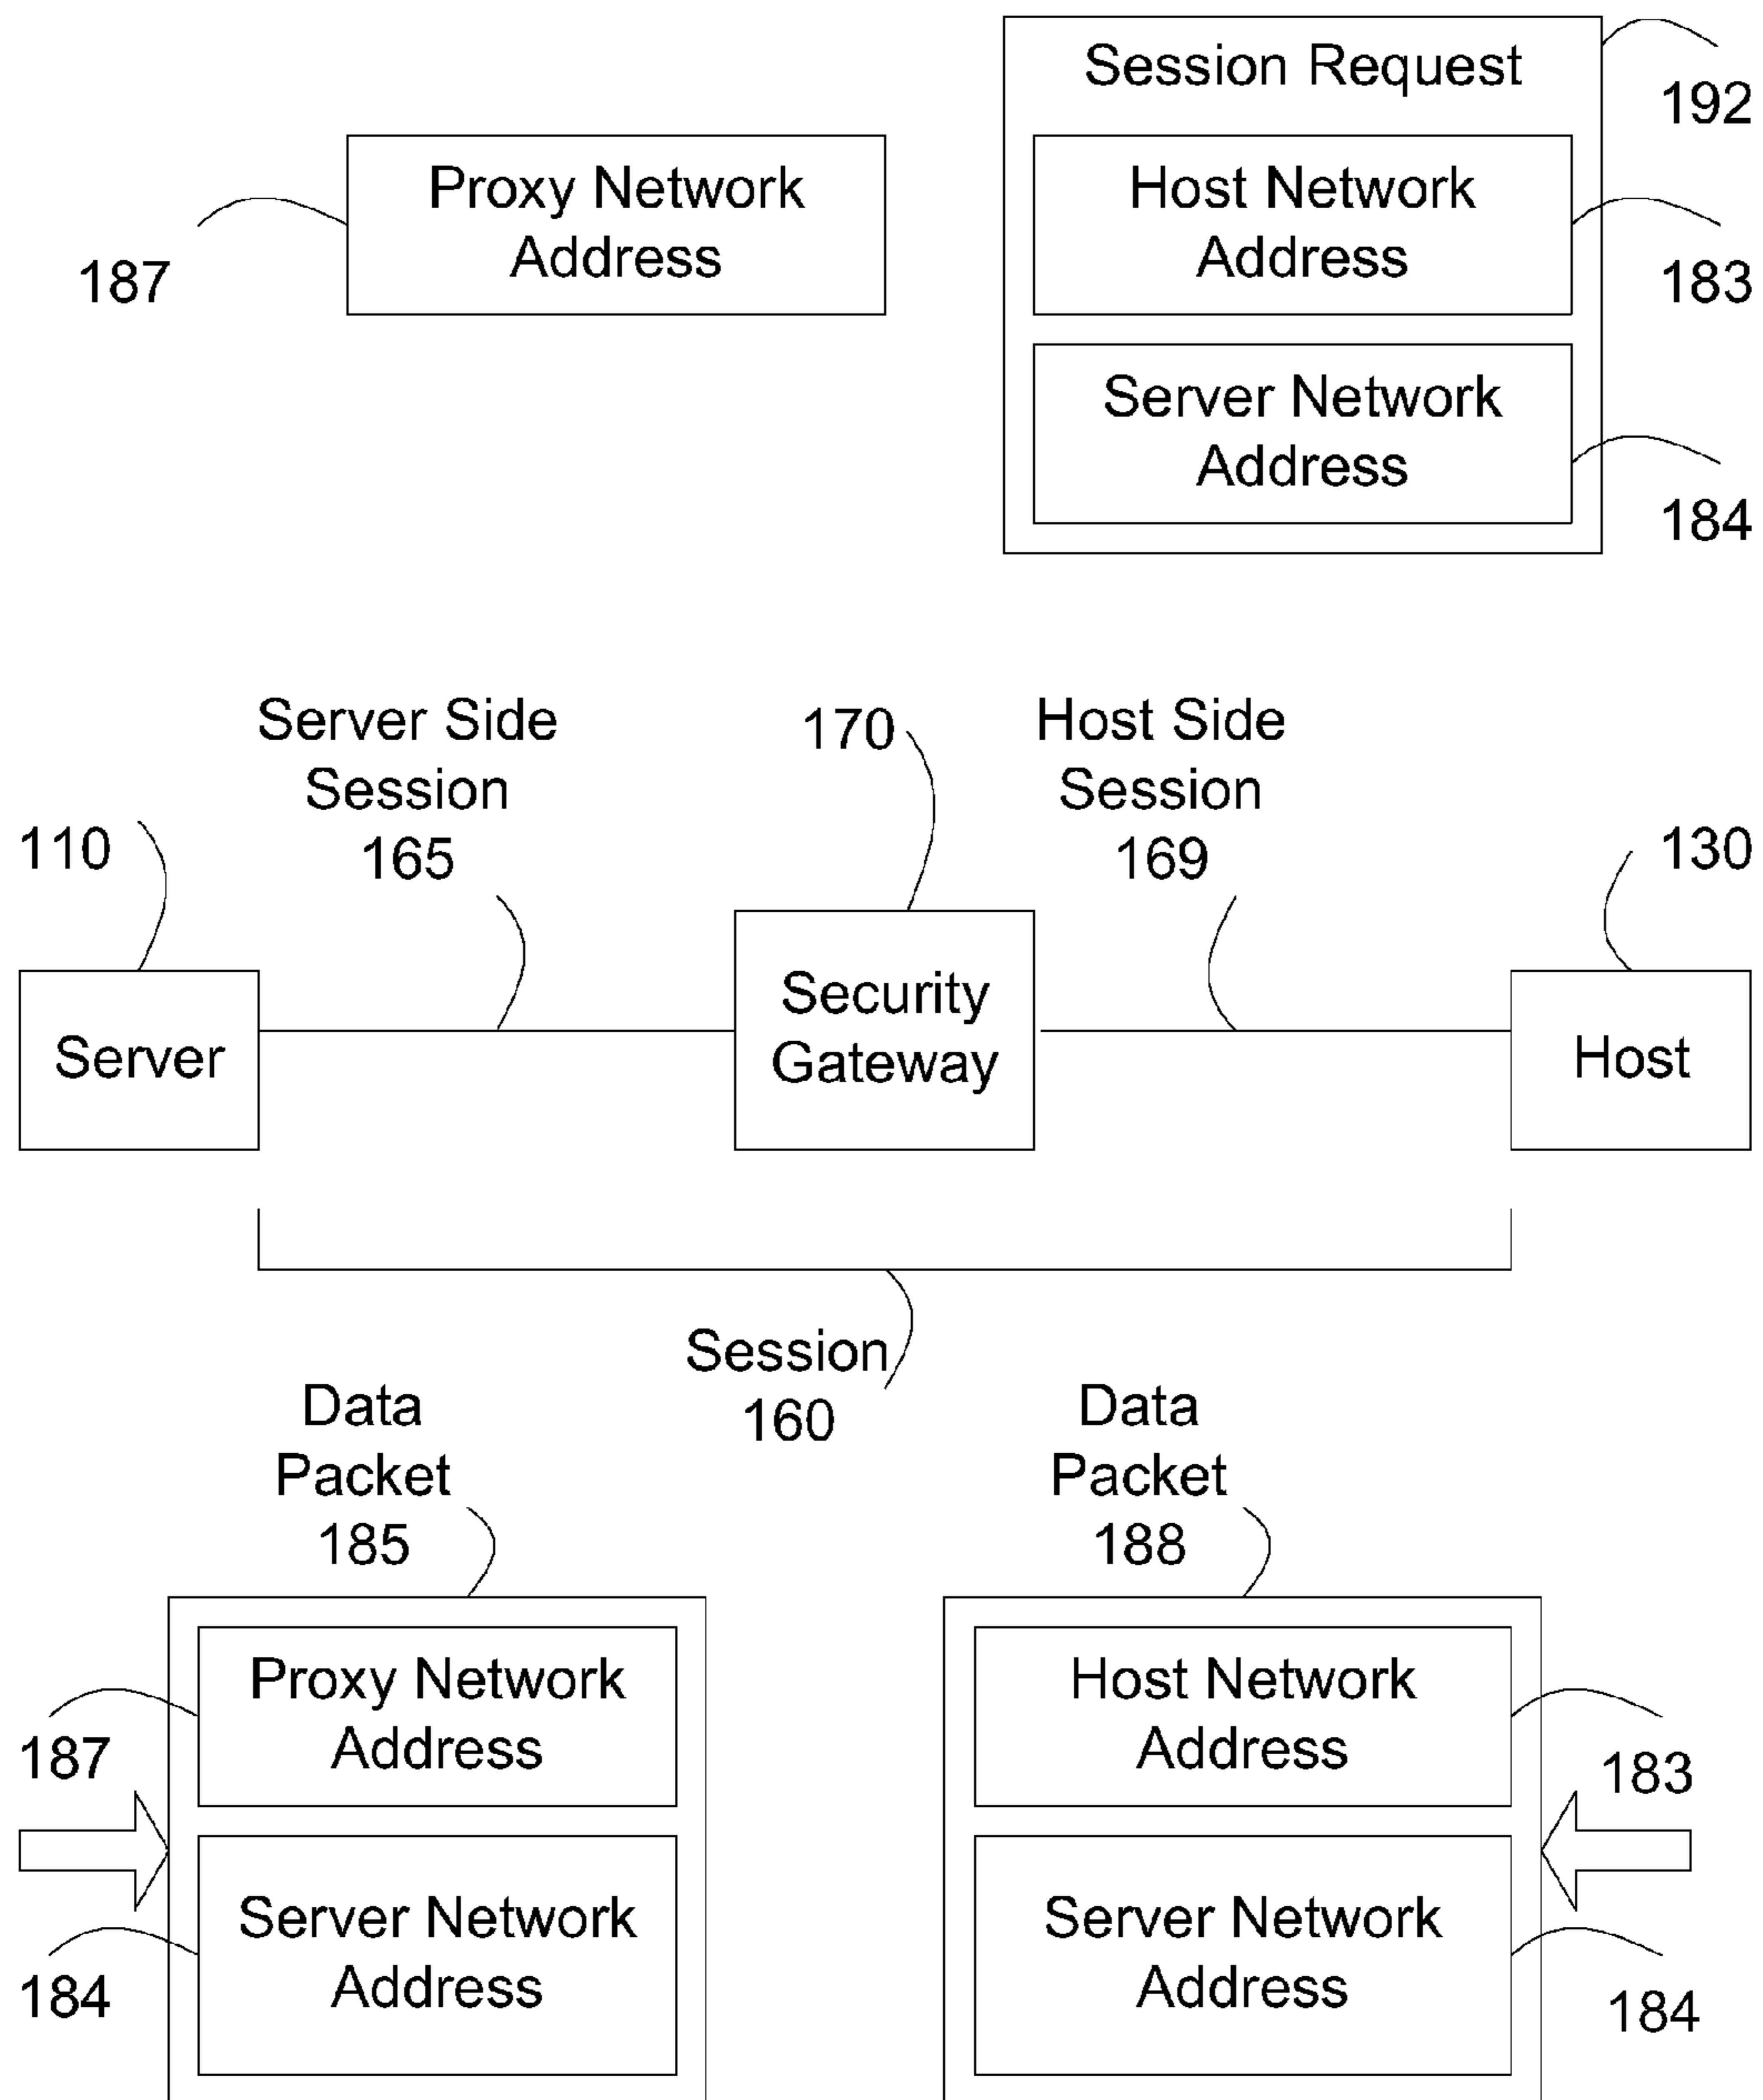 Session Request
192
Proxy Network
Address
187
Host Network
Address
183
Server Network
Address
184
Server Side
Session
165
170
Host Side
Session
169
110
130
Server
Security
Gateway
Host
Session
160
Data
Packet
185
Data
Packet
188
Proxy Network
Address
187
Server Network
Address
184
Host Network
Address
183
Server Network
Address
184